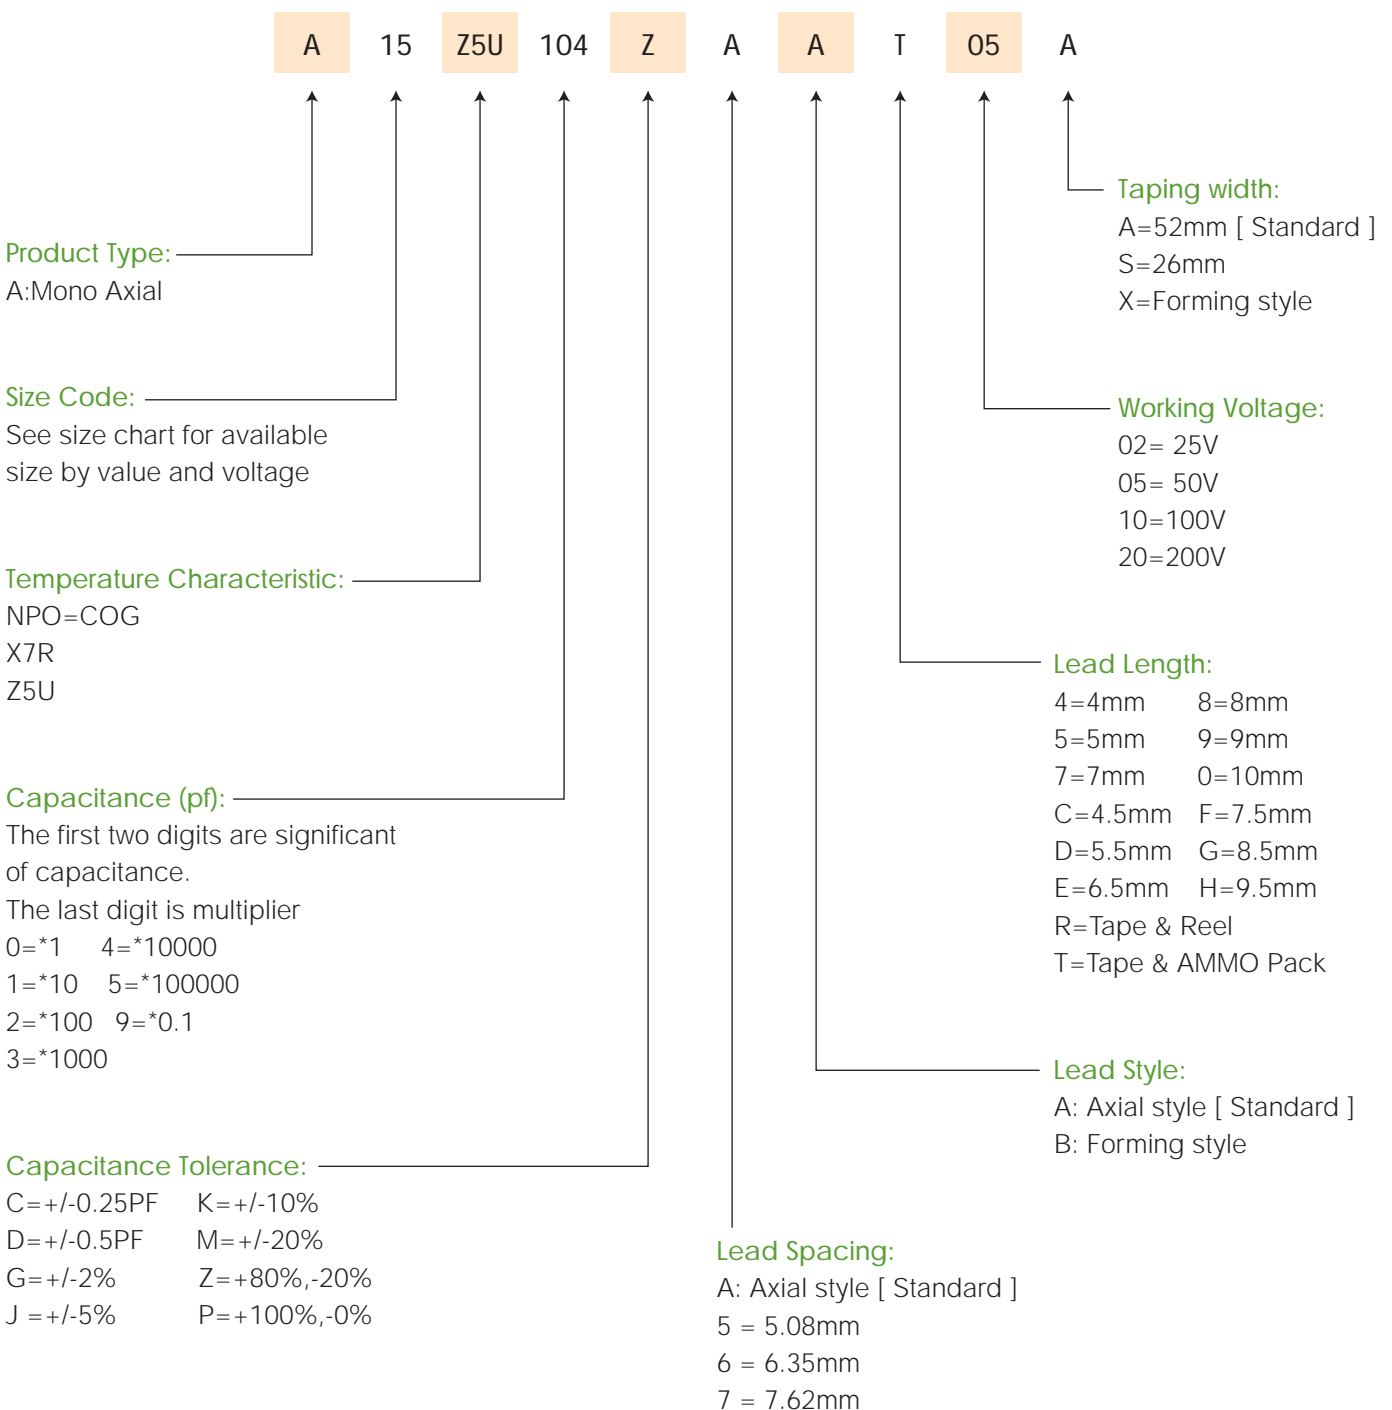 A 15 Z5U 104 Z A A T 05 A
Product Type:
A:Mono Axial
Size Code:
See size chart for available
size by value and voltage
Temperature Characteristic:
NPO=COG
X7R
Z5U
Capacitance (pf):
The first two digits are significant
of capacitance.
The last digit is multiplier
0=*1 4=*10000
1=*10 5=*100000
2=*100 9=*0.1
3=*1000
Capacitance Tolerance:
C=+/-0.25PF K=+/-10%
D=+/-0.5PF M=+/-20%
G=+/-2% Z=+80%,-20%
J =+/-5% P=+100%,-0%
Taping width:
A=52mm [ Standard ]
S=26mm
X=Forming style
Working Voltage:
02= 25V
05= 50V
10=100V
20=200V
Lead Length:
4=4mm 8=8mm
5=5mm 9=9mm
7=7mm 0=10mm
C=4.5mm F=7.5mm
D=5.5mm G=8.5mm
E=6.5mm H=9.5mm
R=Tape & Reel
T=Tape & AMMO Pack
Lead Style:
A: Axial style [ Standard ]
B: Forming style
Lead Spacing:
A: Axial style [ Standard ]
5 = 5.08mm
6 = 6.35mm
7 = 7.62mm